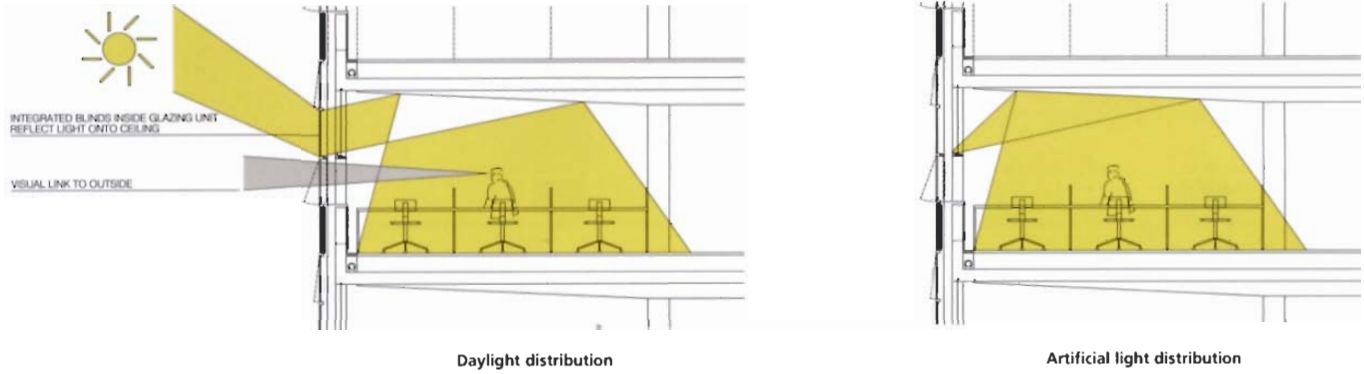 INTEGRATED BLINDS INSIDE GLAZING UNIT
REFLECT LIGHT ONTO CEILING
VISUAL LINK TO OUTSIDE
Daylight distribution
Artificial light distribution